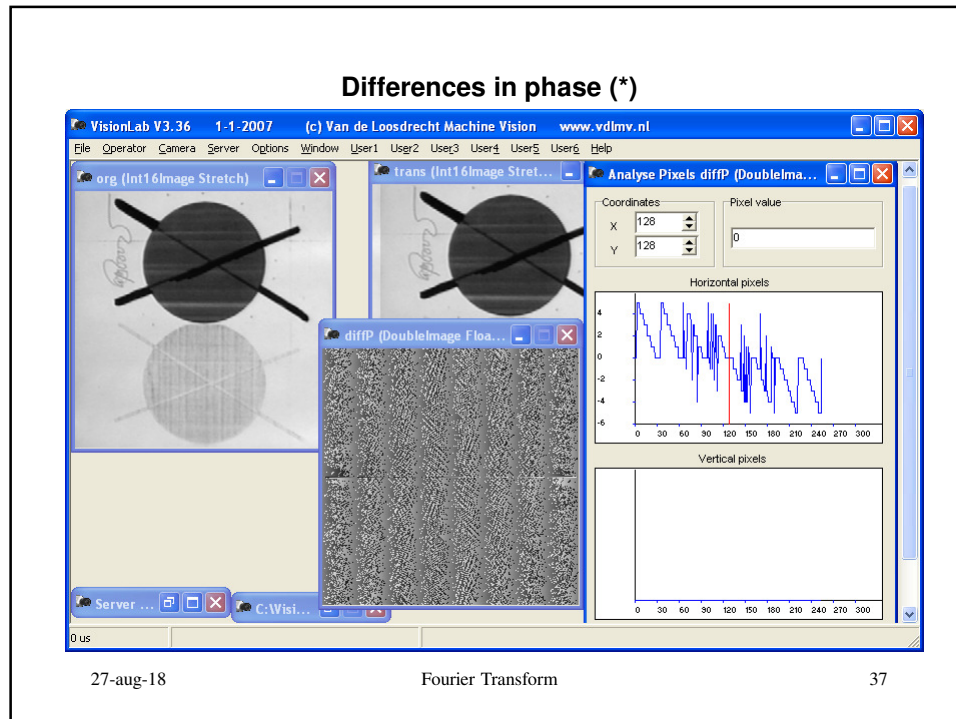 Differences in phase (*)
VisionLab V3.36 1-1-2007 (c) Van de Loosdrecht Machine Vision www.vdlmv.nl
File Operator Camera Server Options Window User1 User2 User3 User4 User5 User6 Help
org (Int16Image Stretch)
trans (Int16Image Stret...
Analyse Pixels diffP (DoubleIma...
Coordinates
Pixel value
X 128
0
Y 128
Horizontal pixels
4
2
0
-2
-4
-6
0 30 60 90 120 150 180 210 240 270 300
diffP (DoubleImage Floa...
Vertical pixels
0 30 60 90 120 150 180 210 240 270 300
Server ...
C:\Visi...
0 us
27-aug-18 Fourier Transform 37